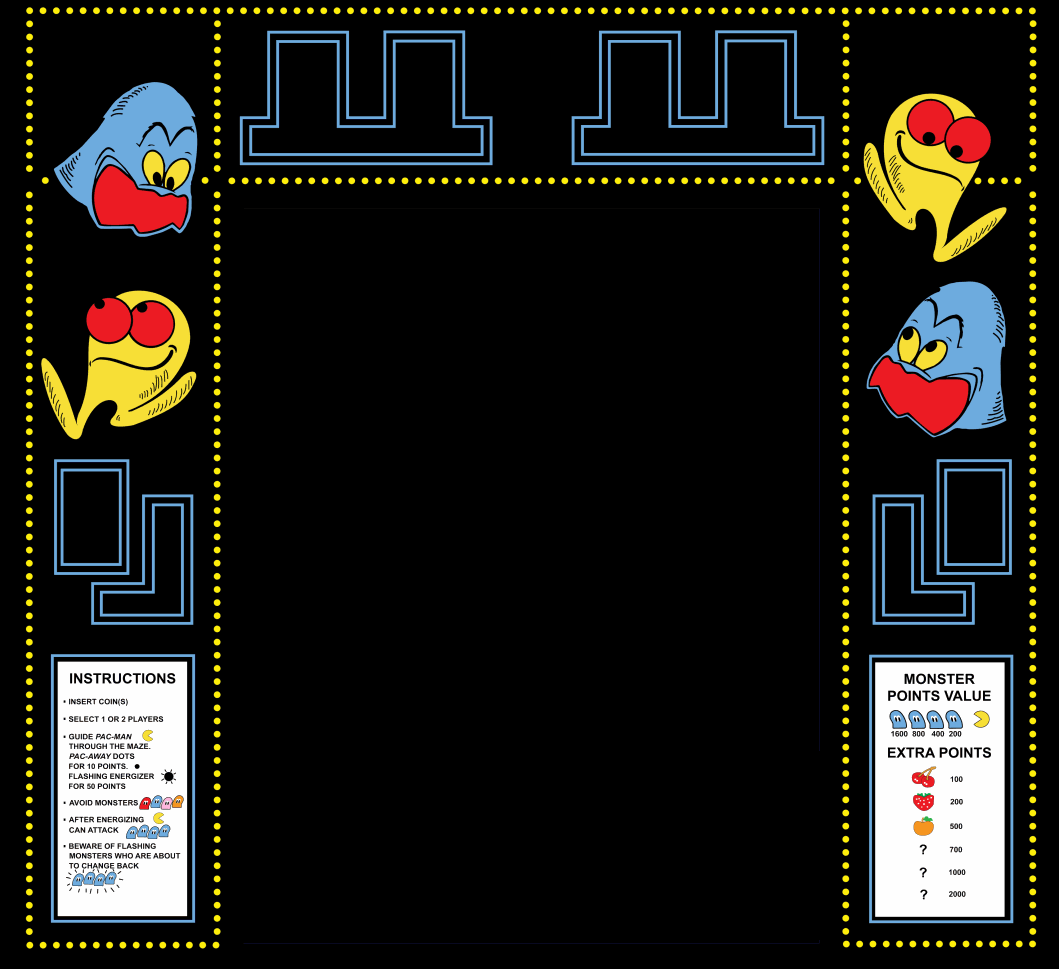 INSTRUCTIONS
• INSERT COIN(S)
• SELECT 1 OR 2 PLAYERS
• GUIDE PAC-MAN
THROUGH THE MAZE.
PAC-AWAY DOTS
FOR 10 POINTS.
FLASHING ENERGIZER
FOR 50 POINTS
• AVOID MONSTERS
• AFTER ENERGIZING
CAN ATTACK
• BEWARE OF FLASHING
MONSTERS WHO ARE ABOUT
TO CHANGE BACK
MONSTER
POINTS VALUE
1600 800 400 200
EXTRA POINTS
100
200
500
? 700
? 1000
? 2000